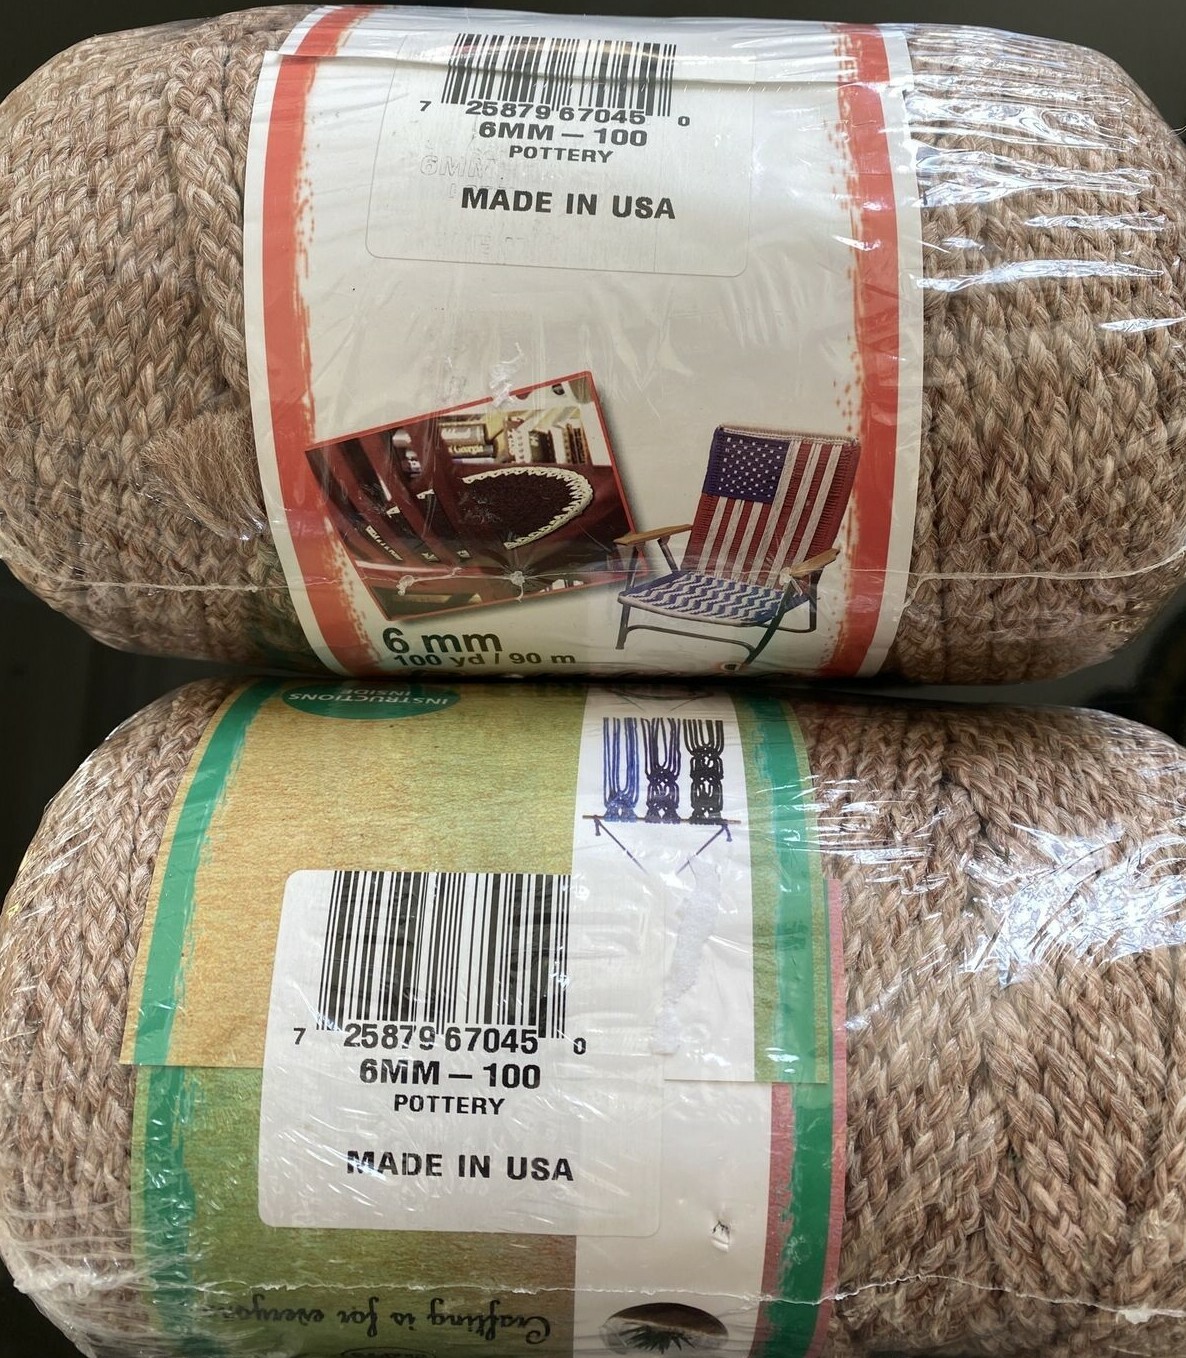 7 25879 67045 0
6MM – 100
POTTERY
MADE IN USA
6 mm
100 yd / 90 m
INSTRUCTIONS
INSIDE
7 25879 67045 0
6MM – 100
POTTERY
MADE IN USA
Crafting is for